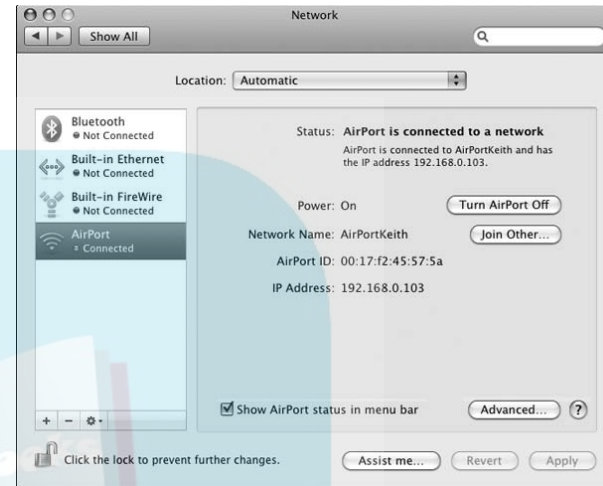 Network
Show All
Location: Automatic
Bluetooth
Not Connected
Built-in Ethernet
Not Connected
Built-in FireWire
Not Connected
AirPort
Connected
+ –
Status: AirPort is connected to a network
AirPort is connected to AirPortKeith and has
the IP address 192.168.0.103.
Power: On
Turn AirPort Off
Network Name: AirPortKeith
Join Other...
AirPort ID: 00:17:f2:45:57:5a
IP Address: 192.168.0.103
Show AirPort status in menu bar
Advanced...
?
Click the lock to prevent further changes.
Assist me...
Revert
Apply